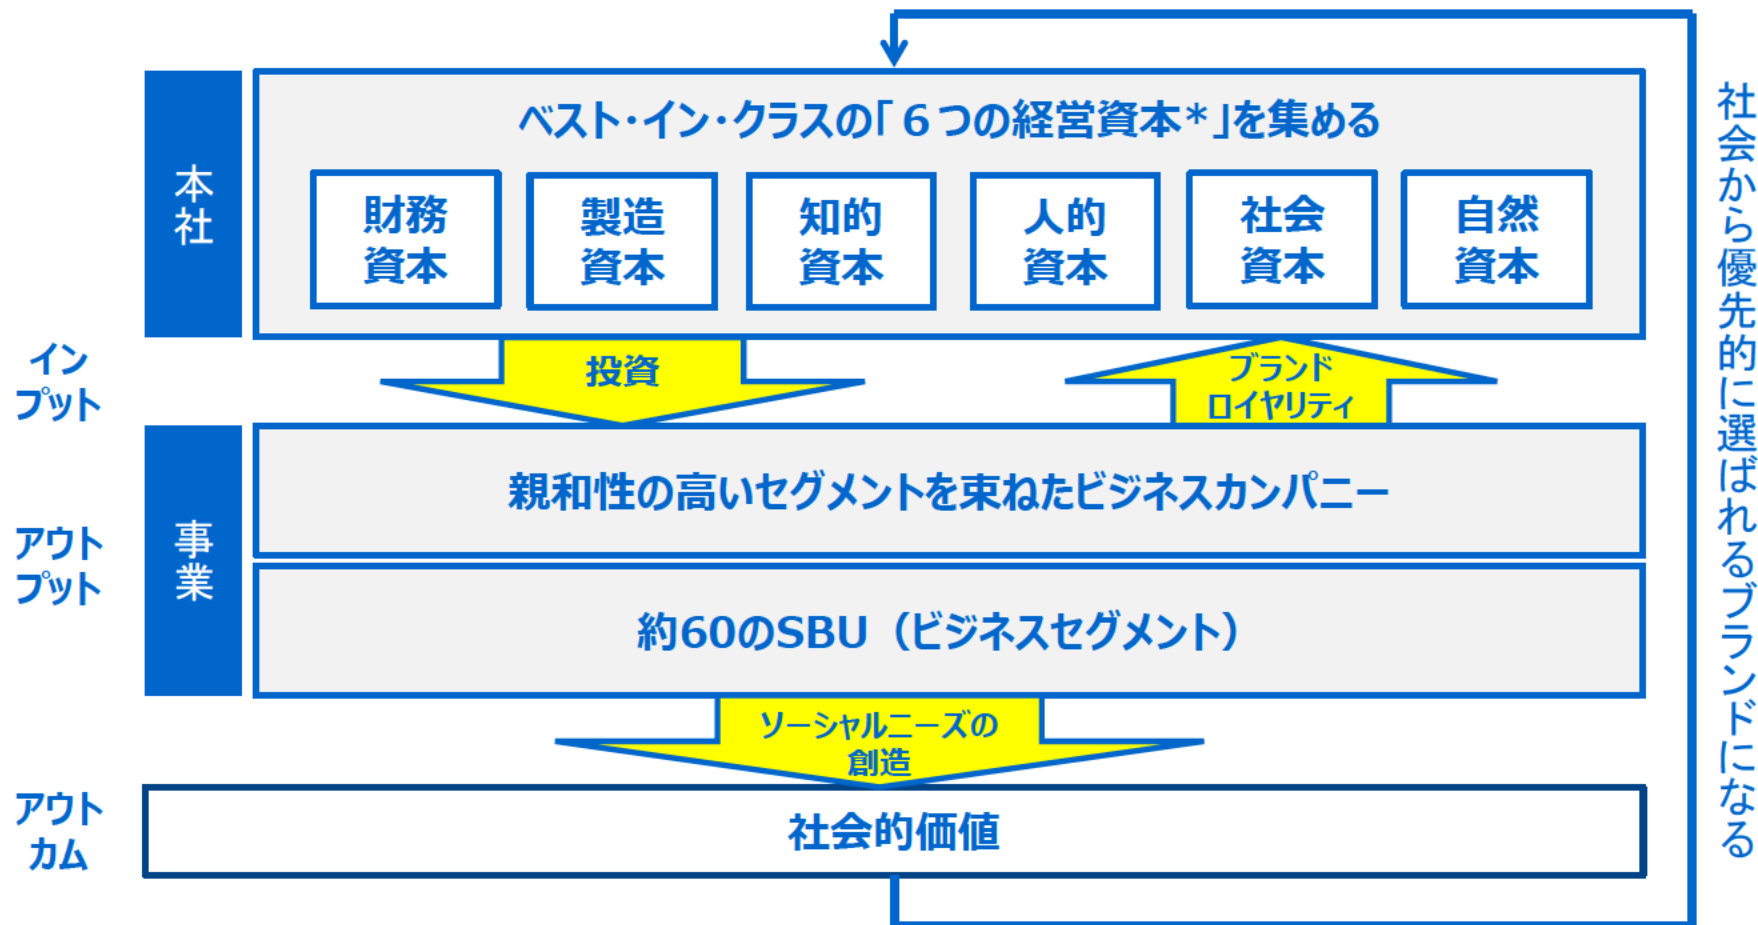 ベスト・イン・クラスの「６つの経営資本*」を集める
本社
財務
資本
製造
資本
知的
資本
人的
資本
社会
資本
自然
資本
イン
プット
投資
ブランド
ロイヤリティ
アウト
プット
事業
親和性の高いセグメントを束ねたビジネスカンパニー
約60のSBU（ビジネスセグメント）
ソーシャルニーズの
創造
アウト
カム
社会的価値
社会から優先的に選ばれるブランドになる